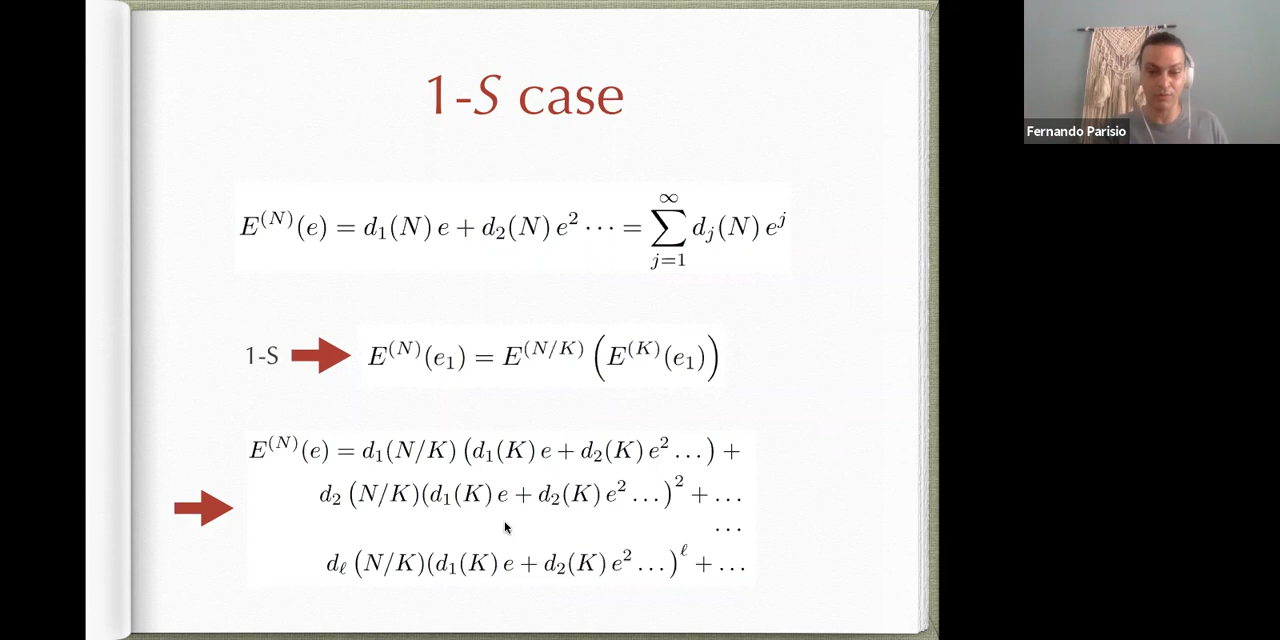 1-S case
E^{(N)}(e) = d_1(N) e + d_2(N) e^2 ⋯ = \sum_{j=1}^{∞} d_j(N) e^j
1-S E^{(N)}(e_1) = E^{(N/K)} ( E^{(K)}(e_1) )
E^{(N)}(e) = d_1(N/K) (d_1(K) e + d_2(K) e^2 …) +
d_2 (N/K)(d_1(K) e + d_2(K) e^2 …)^2 + …
…
d_ℓ (N/K)(d_1(K) e + d_2(K) e^2 …)^ℓ + …
Fernando Parisio